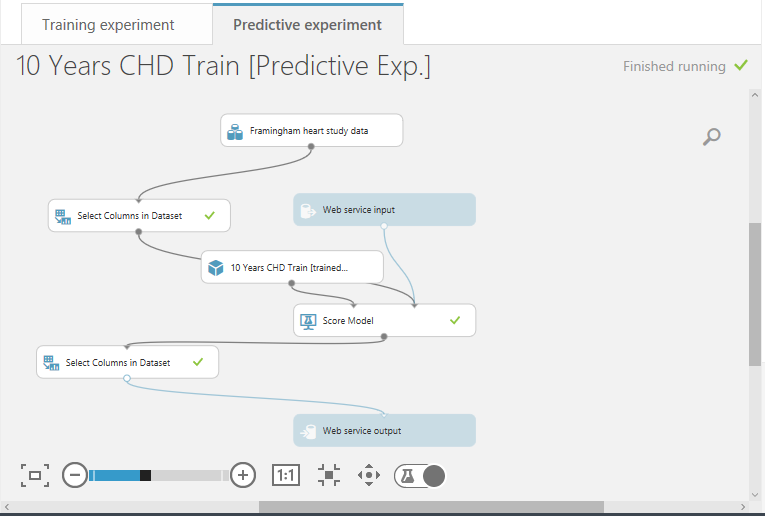 Training experiment
Predictive experiment
10 Years CHD Train [Predictive Exp.]
Finished running
Framingham heart study data
Select Columns in Dataset
Web service input
10 Years CHD Train [trained...
Score Model
Select Columns in Dataset
Web service output
1:1